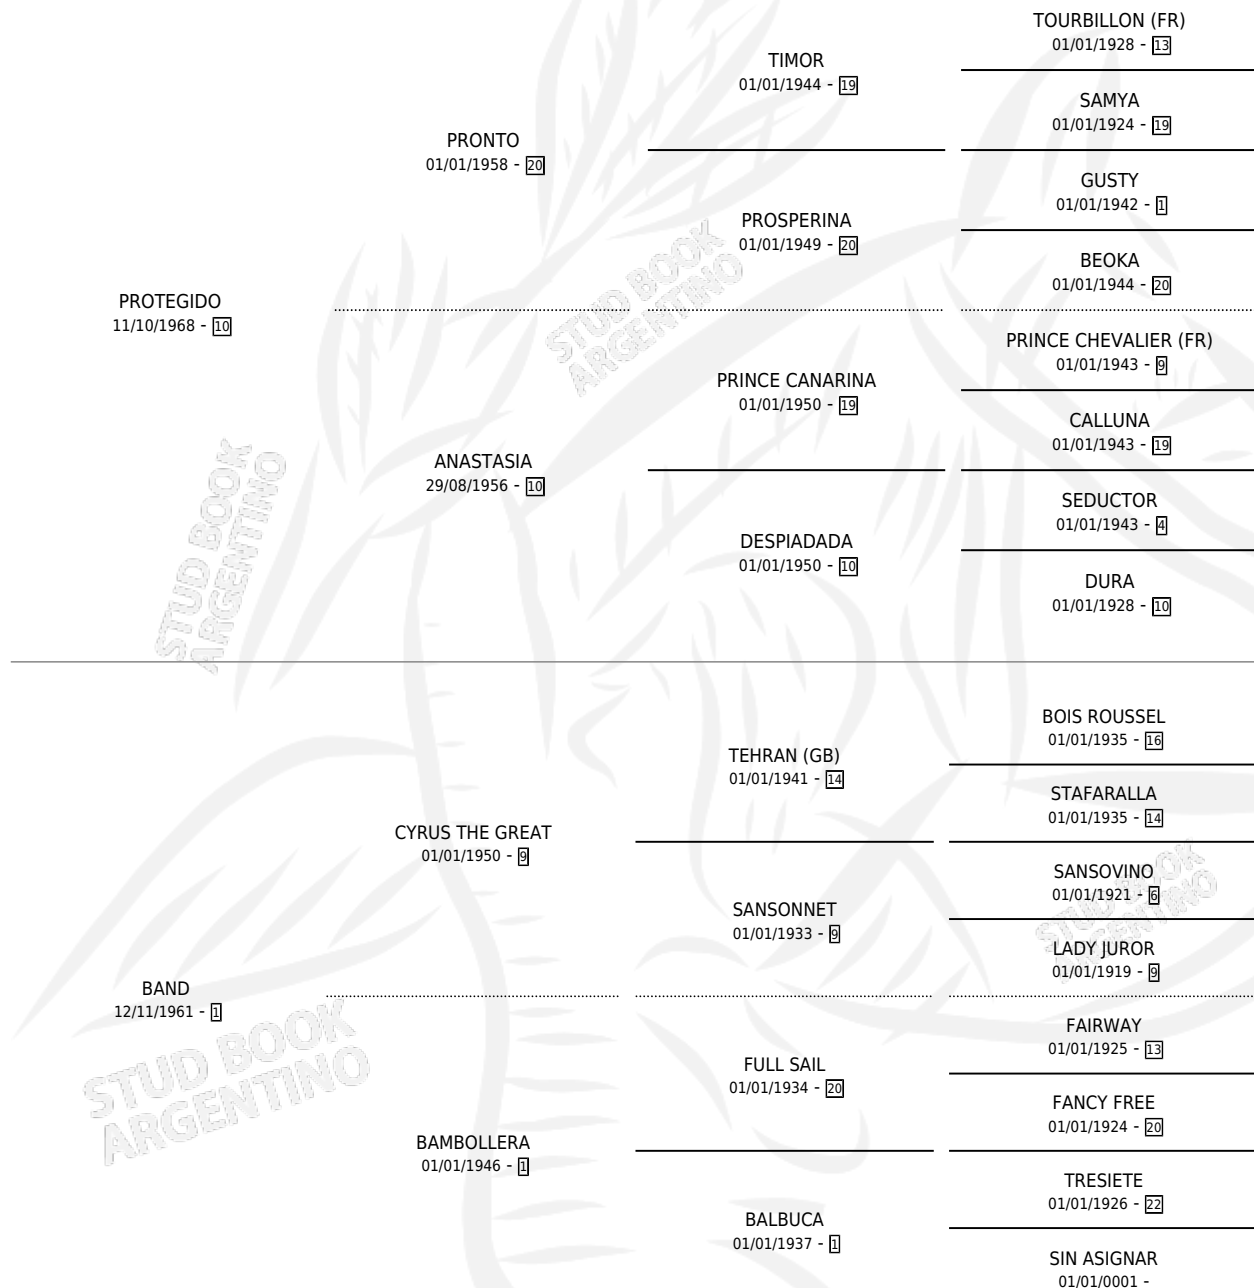 TOURBILLON (FR)
01/01/1928 - 13
TIMOR
01/01/1944 - 19
SAMYA
01/01/1924 - 19
PRONTO
01/01/1958 - 20
GUSTY
01/01/1942 - 1
PROSPERINA
01/01/1949 - 20
BEOKA
01/01/1944 - 20
PROTEGIDO
11/10/1968 - 10
PRINCE CHEVALIER (FR)
01/01/1943 - 9
PRINCE CANARINA
01/01/1950 - 19
CALLUNA
01/01/1943 - 19
ANASTASIA
29/08/1956 - 10
SEDUCTOR
01/01/1943 - 4
DESPIADADA
01/01/1950 - 10
DURA
01/01/1928 - 10
BOIS ROUSSEL
01/01/1935 - 16
TEHRAN (GB)
01/01/1941 - 14
STAFARALLA
01/01/1935 - 14
CYRUS THE GREAT
01/01/1950 - 9
SANSOVINO
01/01/1921 - 6
SANSONNET
01/01/1933 - 9
LADY JUROR
01/01/1919 - 9
BAND
12/11/1961 - 1
FAIRWAY
01/01/1925 - 13
FULL SAIL
01/01/1934 - 20
FANCY FREE
01/01/1924 - 20
BAMBOLLERA
01/01/1946 - 1
TRESIETE
01/01/1926 - 22
BALBUCA
01/01/1937 - 1
SIN ASIGNAR
01/01/0001 -
STUD BOOK
ARGENTINO
STUD BOOK
ARGENTINO
STUD BOOK
ARGENTINO
STUD BOOK
ARGENTINO